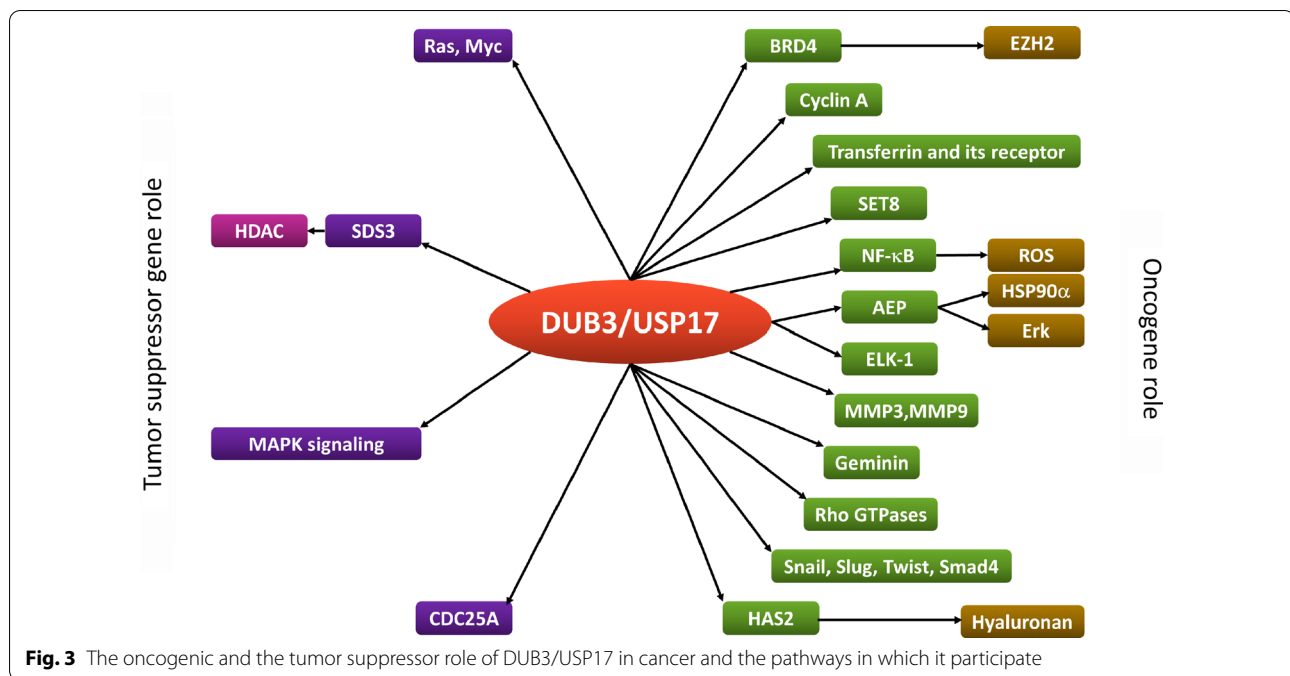 Ras, Myc
BRD4
EZH2
Cyclin A
Transferrin and its receptor
SET8
HDAC
SDS3
NF-κB
ROS
HSP90α
AEP
Erk
DUB3/USP17
ELK-1
MMP3,MMP9
MAPK signaling
Geminin
Rho GTPases
Snail, Slug, Twist, Smad4
CDC25A
HAS2
Hyaluronan
Tumor suppressor gene role
Oncogene role
Fig. 3 The oncogenic and the tumor suppressor role of DUB3/USP17 in cancer and the pathways in which it participate